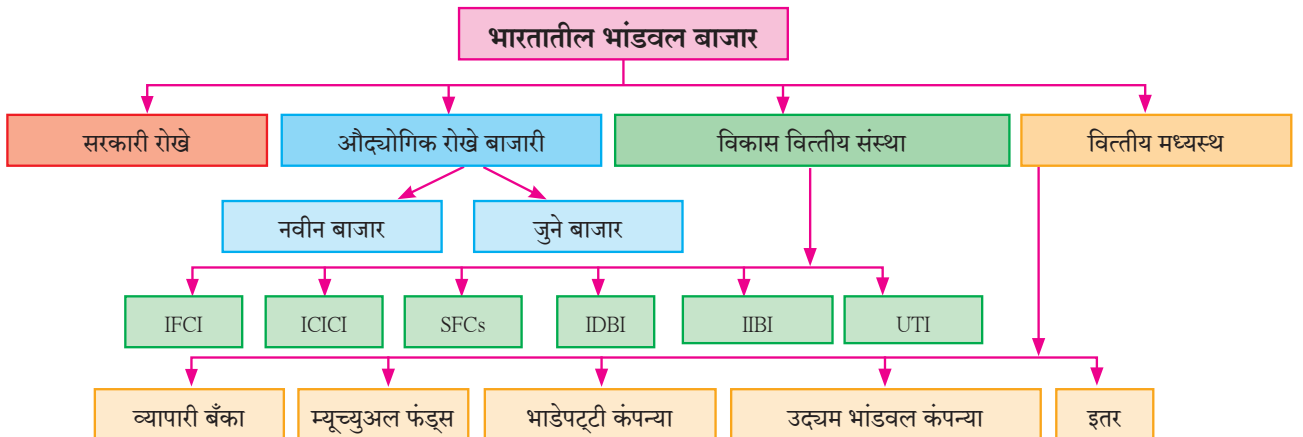 भारतातील भांडवल बाजार
सरकारी रोखे
औद्योगिक रोखे बाजारी
विकास वित्तीय संस्था
वित्तीय मध्यस्थ
नवीन बाजार
जुने बाजार
IFCI
ICICI
SFCs
IDBI
IIBI
UTI
व्यापारी बँका
म्यूच्युअल फंड्स
भाडेपट्टी कंपन्या
उद्यम भांडवल कंपन्या
इतर